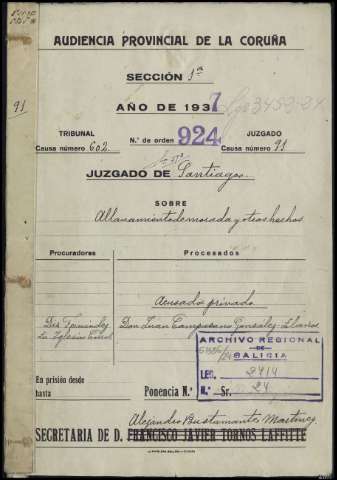 AUDIENCIA PROVINCIAL DE LA CORUÑA
SECCIÓN 1ª
91
AÑO DE 1937
TRIBUNAL
Causa número 602
N.º de orden 924
JUZGADO
Causa número 91
JUZGADO DE Santiago
SOBRE
Allanamiento de morada y otros hechos
Procuradores
Procesados
Acusado privado
Don Juan Campuzano González-Llanos
ARCHIVO REGIONAL
DE
GALICIA
LEG. 2414
N.º 24
En prisión desde
hasta
Ponencia N.º Sr.
Alejandro Bustamante Martínez
SECRETARIA DE D. FRANCISCO JAVIER TORNOS LAFFITTE